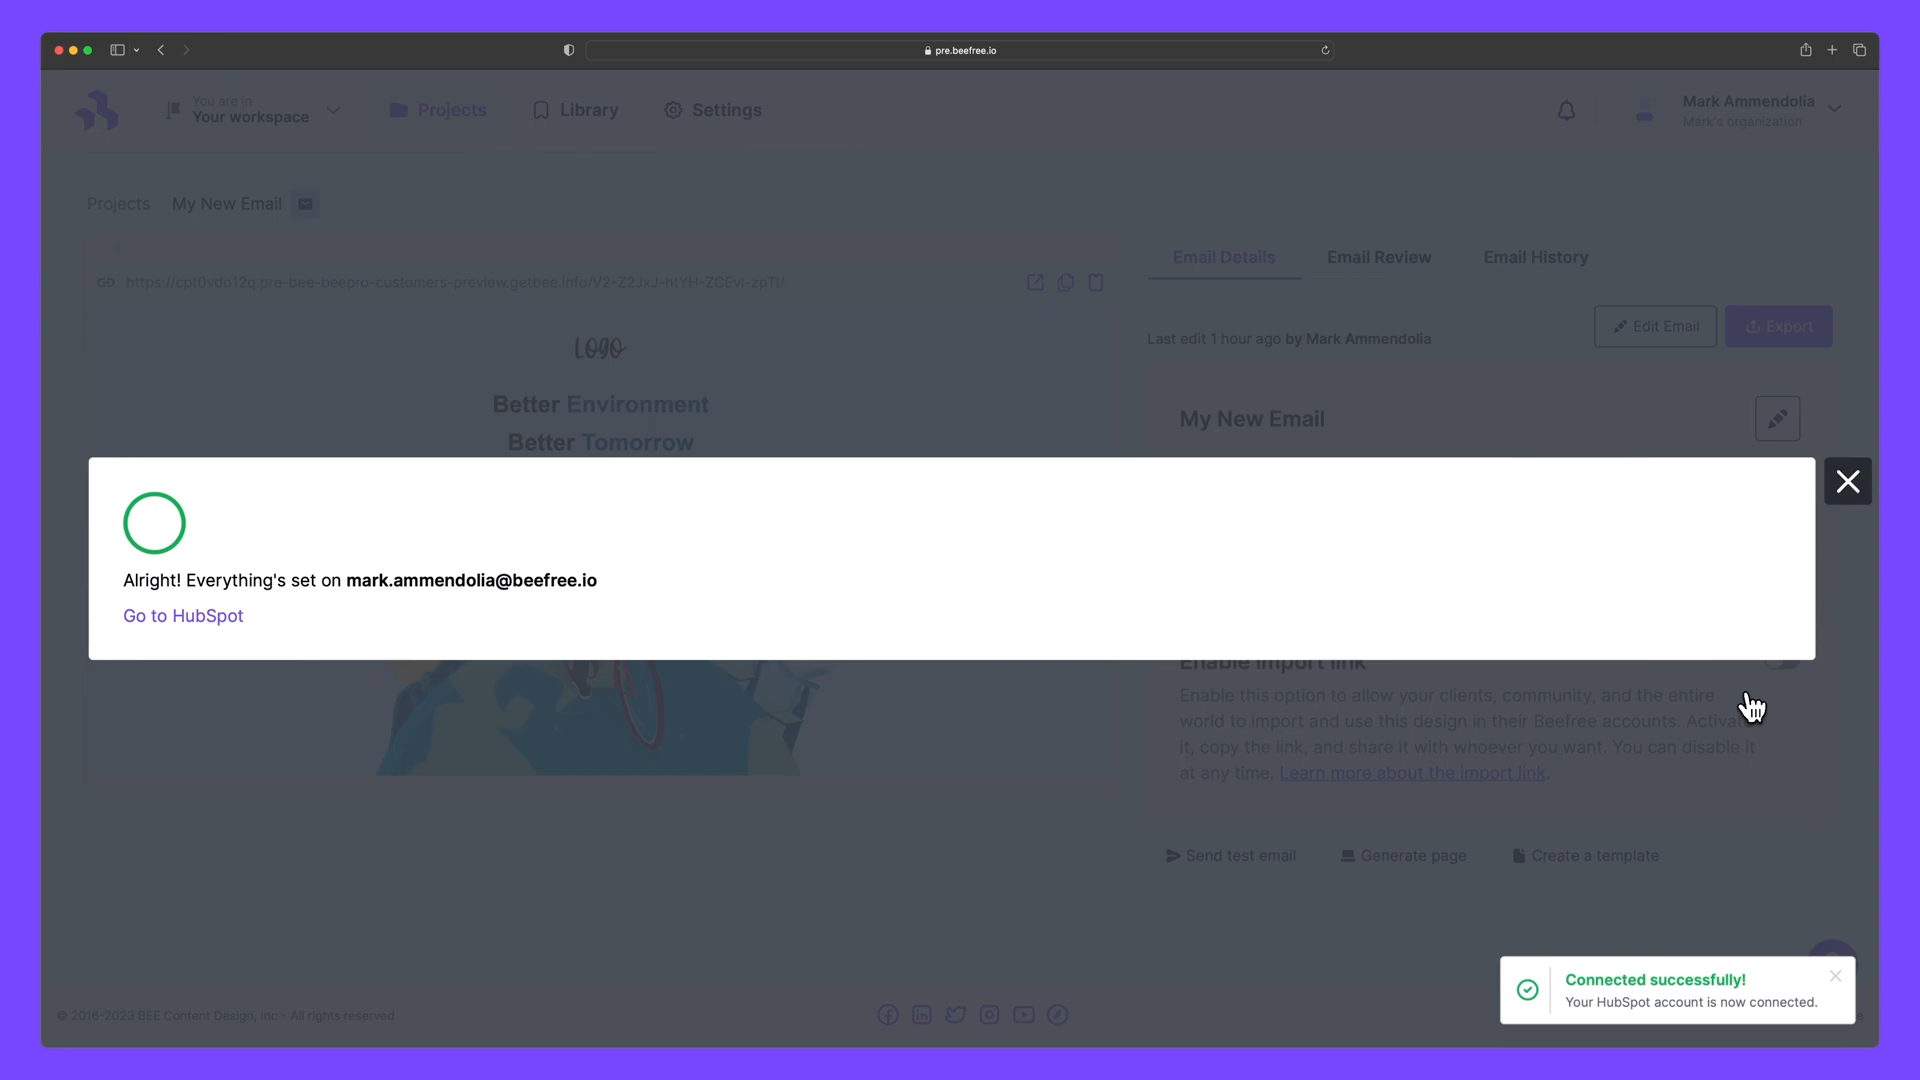 pre.beefree.io
You are in
Your workspace
Projects
Library
Settings
Mark Ammendolia
Mark's organization
Projects
My New Email
Email Details
Email Review
Email History
https://cpt0vdo12q.pre-bee-beepro-customers-preview.getbee.info/V2-Z2JxJ-htYH-ZCEvi-zpTl/
Last edit 1 hour ago by Mark Ammendolia
Edit Email
Export
LOGO
Better Environment
Better Tomorrow
My New Email
Alright! Everything's set on mark.ammendolia@beefree.io
Go to HubSpot
Enable import link
Enable this option to allow your clients, community, and the entire
world to import and use this design in their Beefree accounts. Activate
it, copy the link, and share it with whoever you want. You can disable it
at any time. Learn more about the import link.
Send test email
Generate page
Create a template
Connected successfully!
Your HubSpot account is now connected.
© 2016-2023 BEE Content Design, Inc - All rights reserved